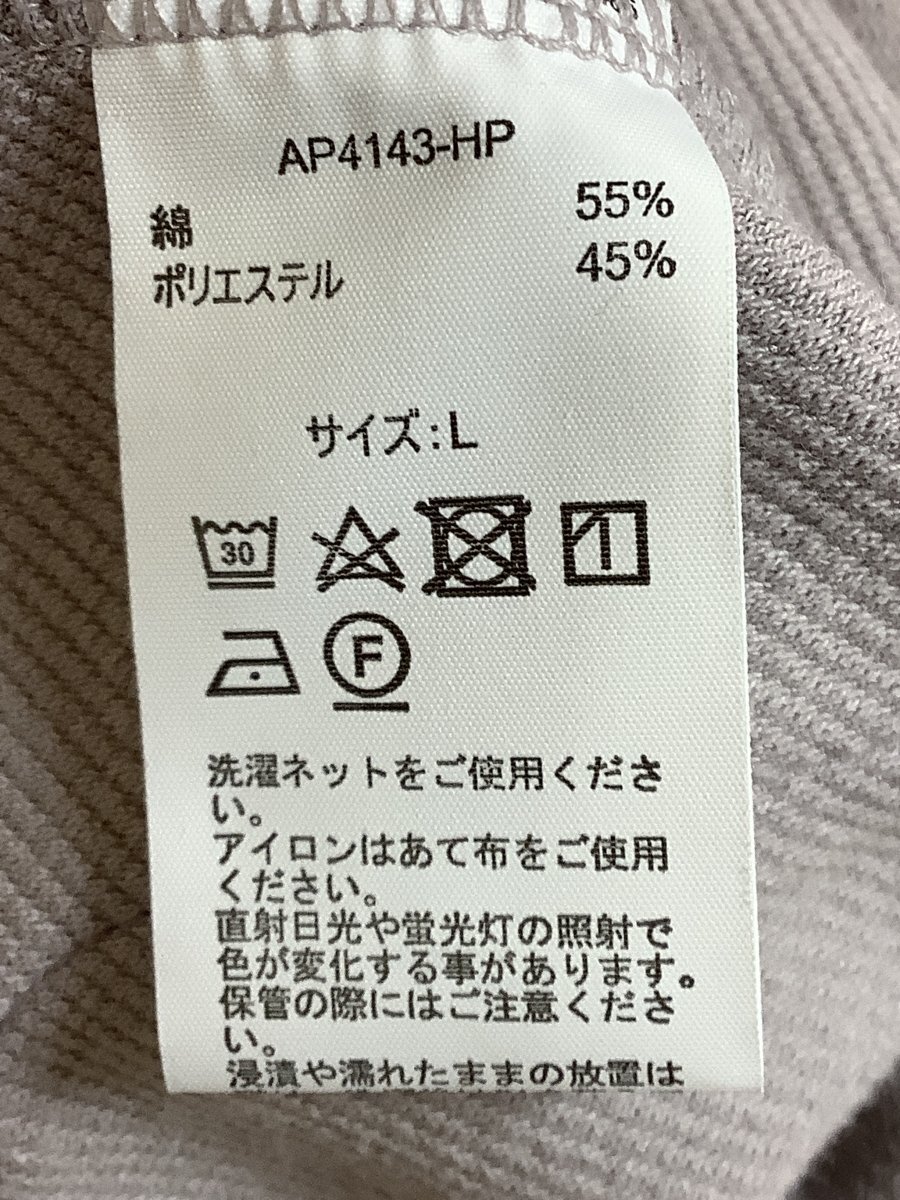 AP4143-HP
綿 55%
ポリエステル 45%
サイズ:L
30
F
洗濯ネットをご使用くださ
い。
アイロンはあて布をご使用
ください。
直射日光や蛍光灯の照射で
色が変化する事があります。
保管の際にはご注意くださ
い。
浸漬や濡れたままの放置は